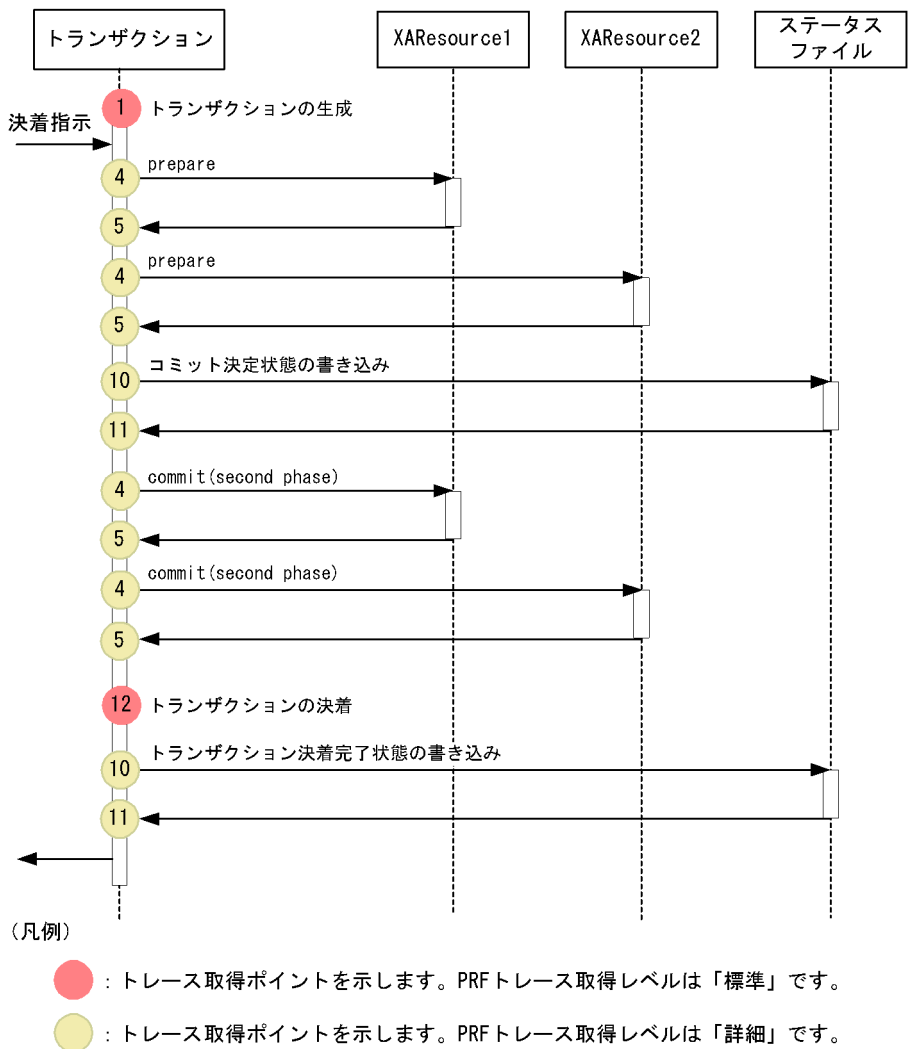 トランザクション
XAResource1
XAResource2
ステータス
ファイル
1 トランザクションの生成
決着指示
4 prepare
5
4 prepare
5
10 コミット決定状態の書き込み
11
4 commit(second phase)
5
4 commit(second phase)
5
12 トランザクションの決着
10 トランザクション決着完了状態の書き込み
11
(凡例)
：トレース取得ポイントを示します。PRFトレース取得レベルは「標準」です。
：トレース取得ポイントを示します。PRFトレース取得レベルは「詳細」です。